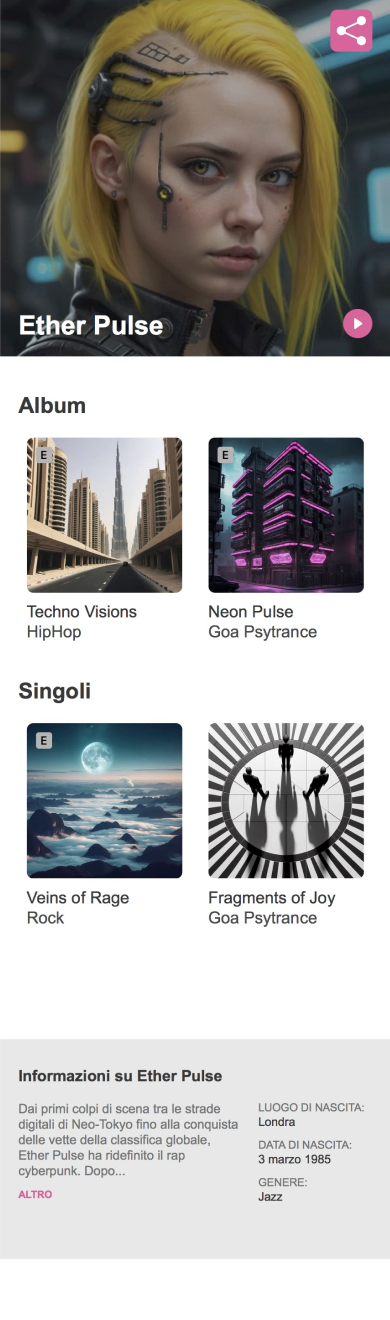 Ether Pulse
Album
E
E
Techno Visions
HipHop
Neon Pulse
Goa Psytrance
Singoli
E
Veins of Rage
Rock
Fragments of Joy
Goa Psytrance
Informazioni su Ether Pulse
Dai primi colpi di scena tra le strade
digitali di Neo-Tokyo fino alla conquista
delle vette della classifica globale,
Ether Pulse ha ridefinito il rap
cyberpunk. Dopo...
ALTRO
LUOGO DI NASCITA:
Londra
DATA DI NASCITA:
3 marzo 1985
GENERE:
Jazz